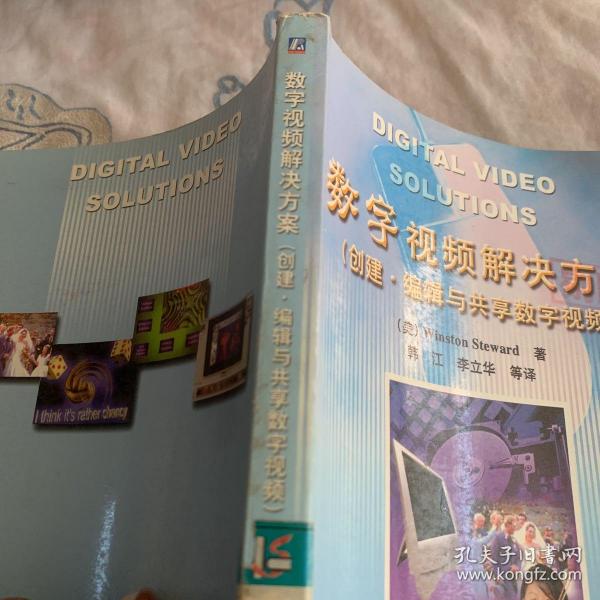 DIGITAL VIDEO
SOLUTIONS
I think it's rather
数字视频解决方案(创建·编辑与共享数字视频)
DIGITAL VIDEO
SOLUTIONS
数字视频解决方
(创建·编辑与共享数字视频
(美) Winston Steward 著
韩江 李立华 等译
孔夫子旧书网
www.kongfz.com